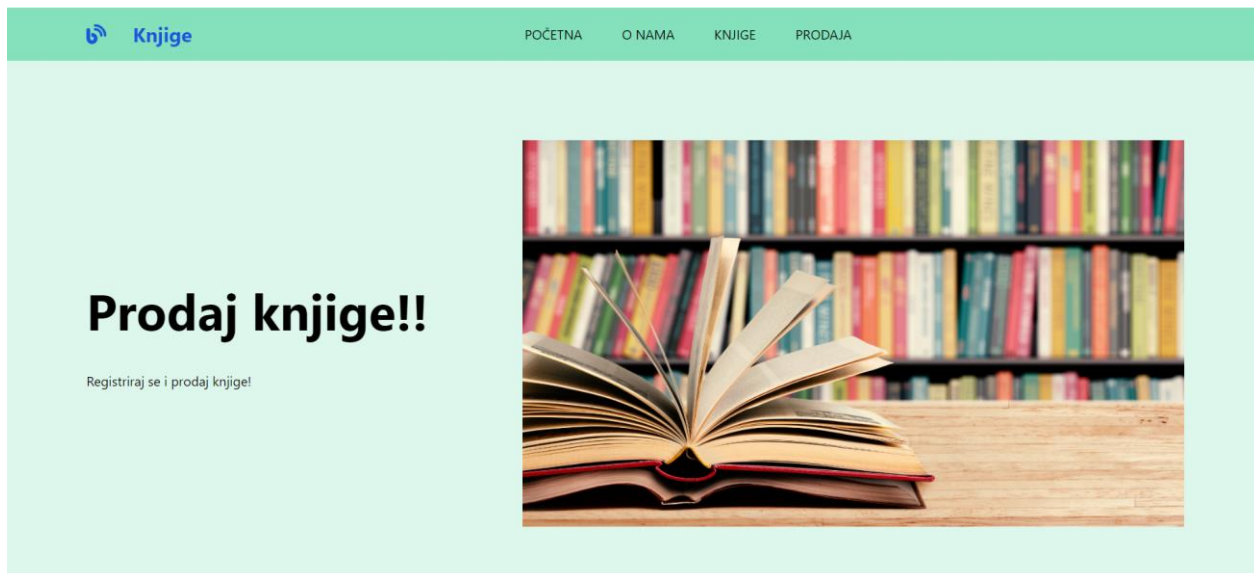 Knjige
POČETNA O NAMA KNJIGE PRODAJA
Prodaj knjige!!
Registriraj se i prodaj knjige!